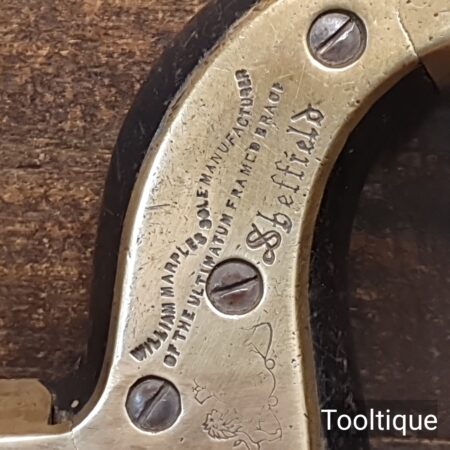 WILLIAM MARPLES SOLE MANUFACTURER
OF THE ULTIMATUM FRAMED BRACE
Sheffield
Tooltique